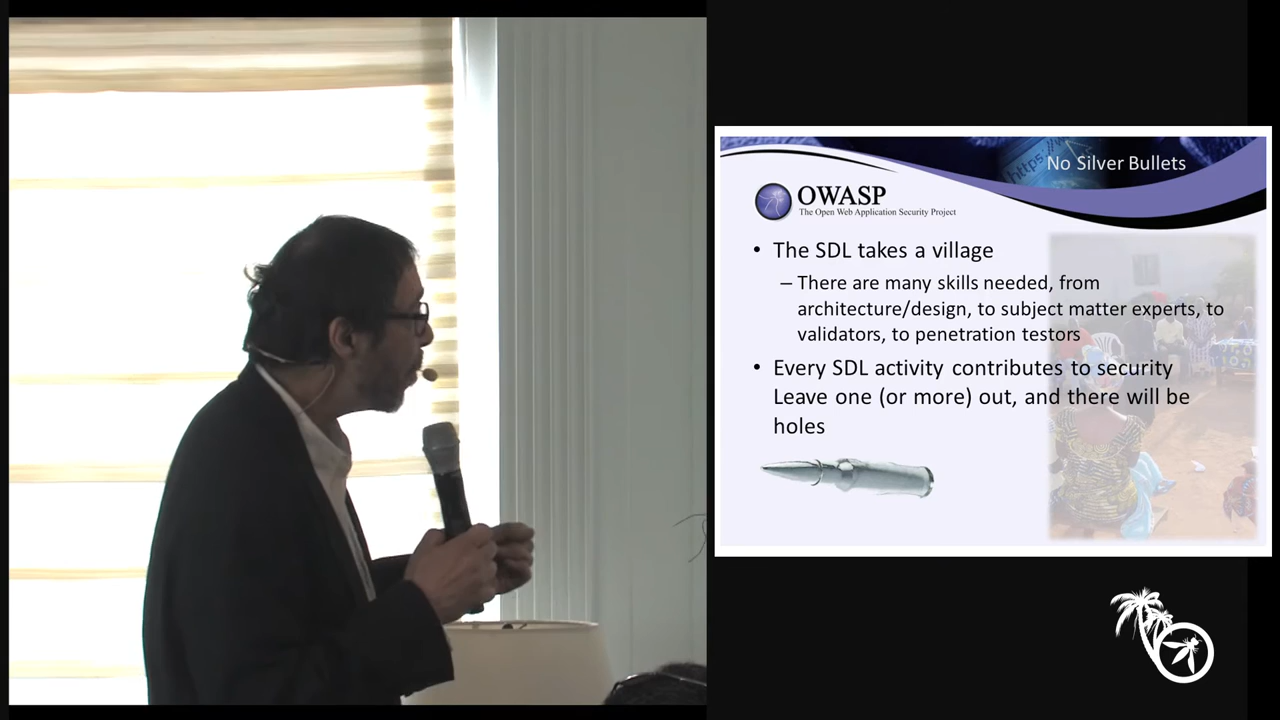 https://w
No Silver Bullets
OWASP
The Open Web Application Security Project
• The SDL takes a village
– There are many skills needed, from
architecture/design, to subject matter experts, to
validators, to penetration testors
• Every SDL activity contributes to security
Leave one (or more) out, and there will be
holes